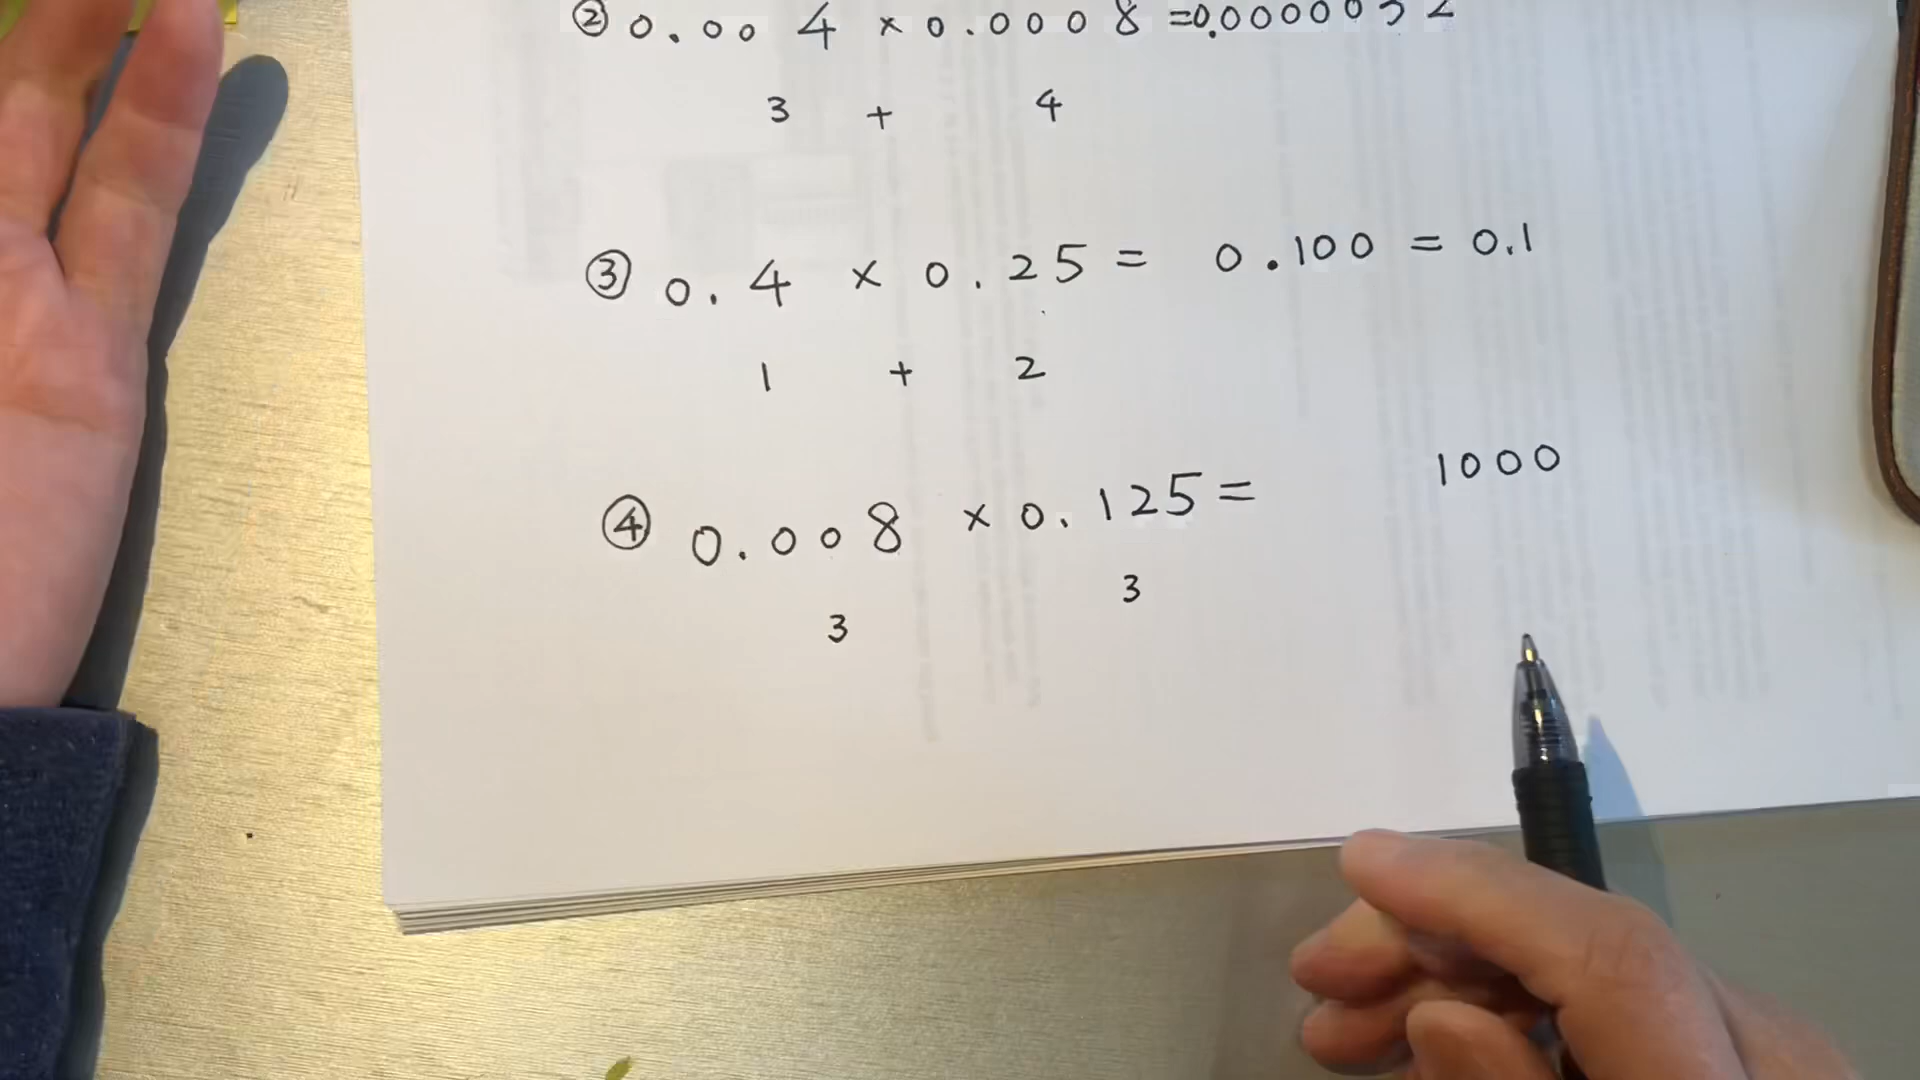 ② 0.004 × 0.0008 = 0.0000032
3 + 4
③ 0.4 × 0.25 = 0.100 = 0.1
1 + 2
④ 0.008 × 0.125 = 1000
3 3